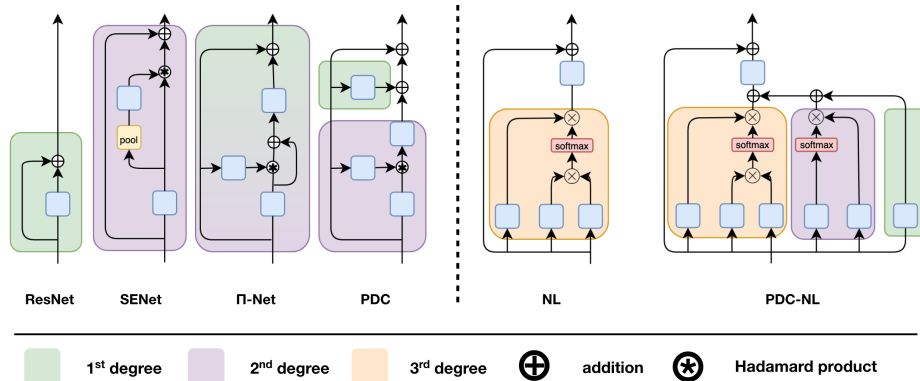 pool
softmax
softmax
softmax
ResNet
SENet
Π-Net
PDC
NL
PDC-NL
1st degree
2nd degree
3rd degree
addition
Hadamard product